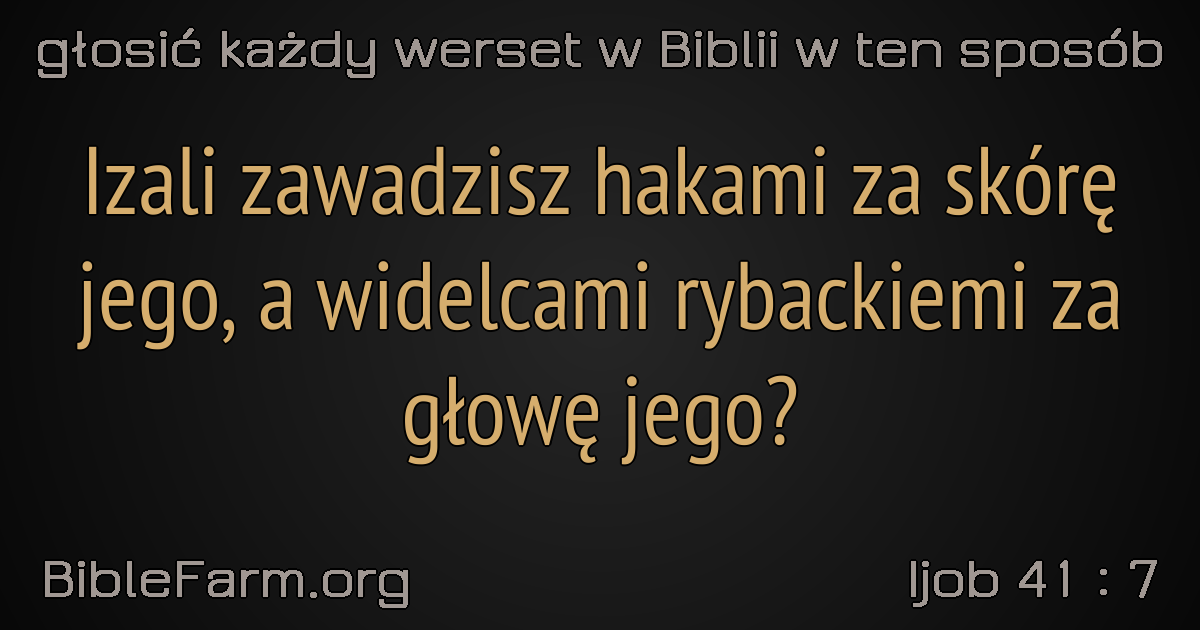 głosić każdy werset w Biblii w ten sposób
Izali zawadzisz hakami za skórę
jego, a widelcami rybackiemi za
głowę jego?
BibleFarm.org
Ijob 41 : 7